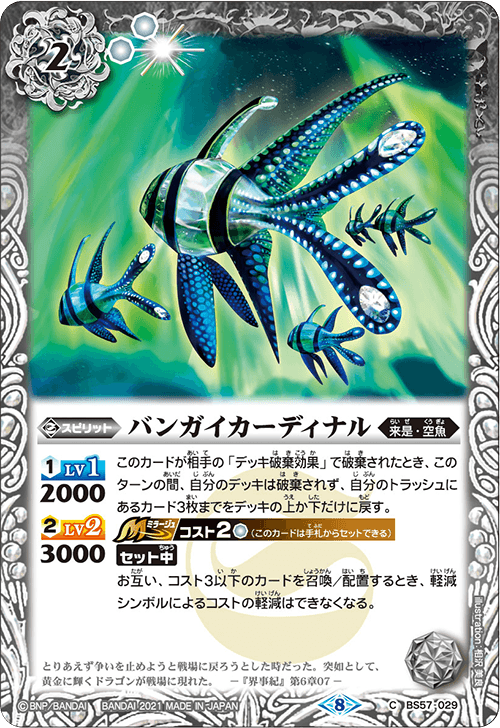 2
スピリット
バンガイカーディナル
らいぜ くうぎょ
来是・空魚
1 LV1
2000
2 LV2
3000
このカードが相手の「デッキ破棄効果」で破棄されたとき、この
ターンの間、自分のデッキは破棄されず、自分のトラッシュに
あるカード3枚までをデッキの上か下だけに戻す。
M ミラージュ コスト2 (このカードは手札からセットできる)
セット中
お互い、コスト3以下のカードを召喚/配置するとき、軽減
シンボルによるコストの軽減はできなくなる。
とりあえず争いを止めようと戦場に戻ろうとした時だった。突如として、
黄金に輝くドラゴンが戦場に現れた。 ―『界事紀』第6章07―
illustration:
©BNP/BANDAI BANDAI 2021 MADE IN JAPAN
8
C BS57-029